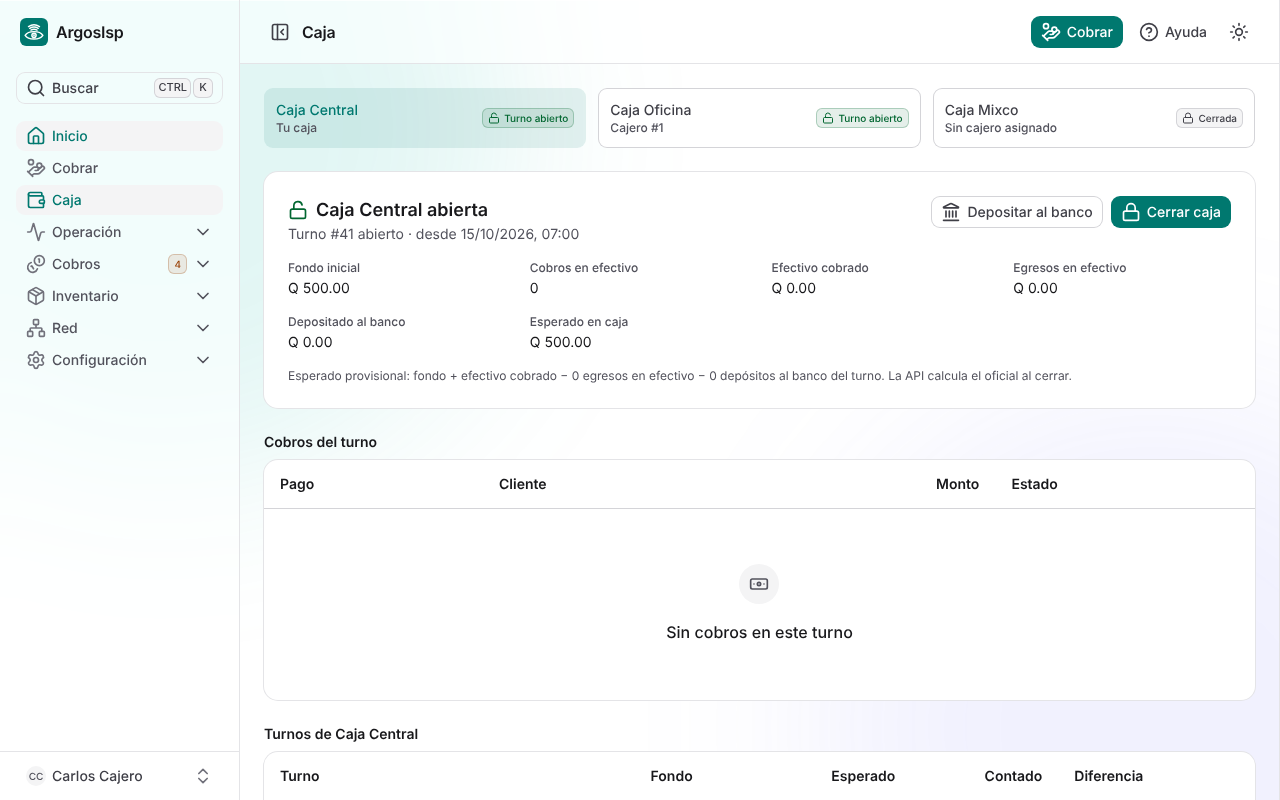 ArgosIsp
Buscar CTRL K
Inicio
Cobrar
Caja
Operación
Cobros 4
Inventario
Red
Configuración
CC Carlos Cajero
Caja
Cobrar
Ayuda
Caja Central
Tu caja
Turno abierto
Caja Oficina
Cajero #1
Turno abierto
Caja Mixco
Sin cajero asignado
Cerrada
Caja Central abierta
Turno #41 abierto · desde 15/10/2026, 07:00
Depositar al banco
Cerrar caja
Fondo inicial
Q 500.00
Cobros en efectivo
0
Efectivo cobrado
Q 0.00
Egresos en efectivo
Q 0.00
Depositado al banco
Q 0.00
Esperado en caja
Q 500.00
Esperado provisional: fondo + efectivo cobrado − 0 egresos en efectivo − 0 depósitos al banco del turno. La API calcula el oficial al cerrar.
Cobros del turno
Pago Cliente Monto Estado
Sin cobros en este turno
Turnos de Caja Central
Turno Fondo Esperado Contado Diferencia